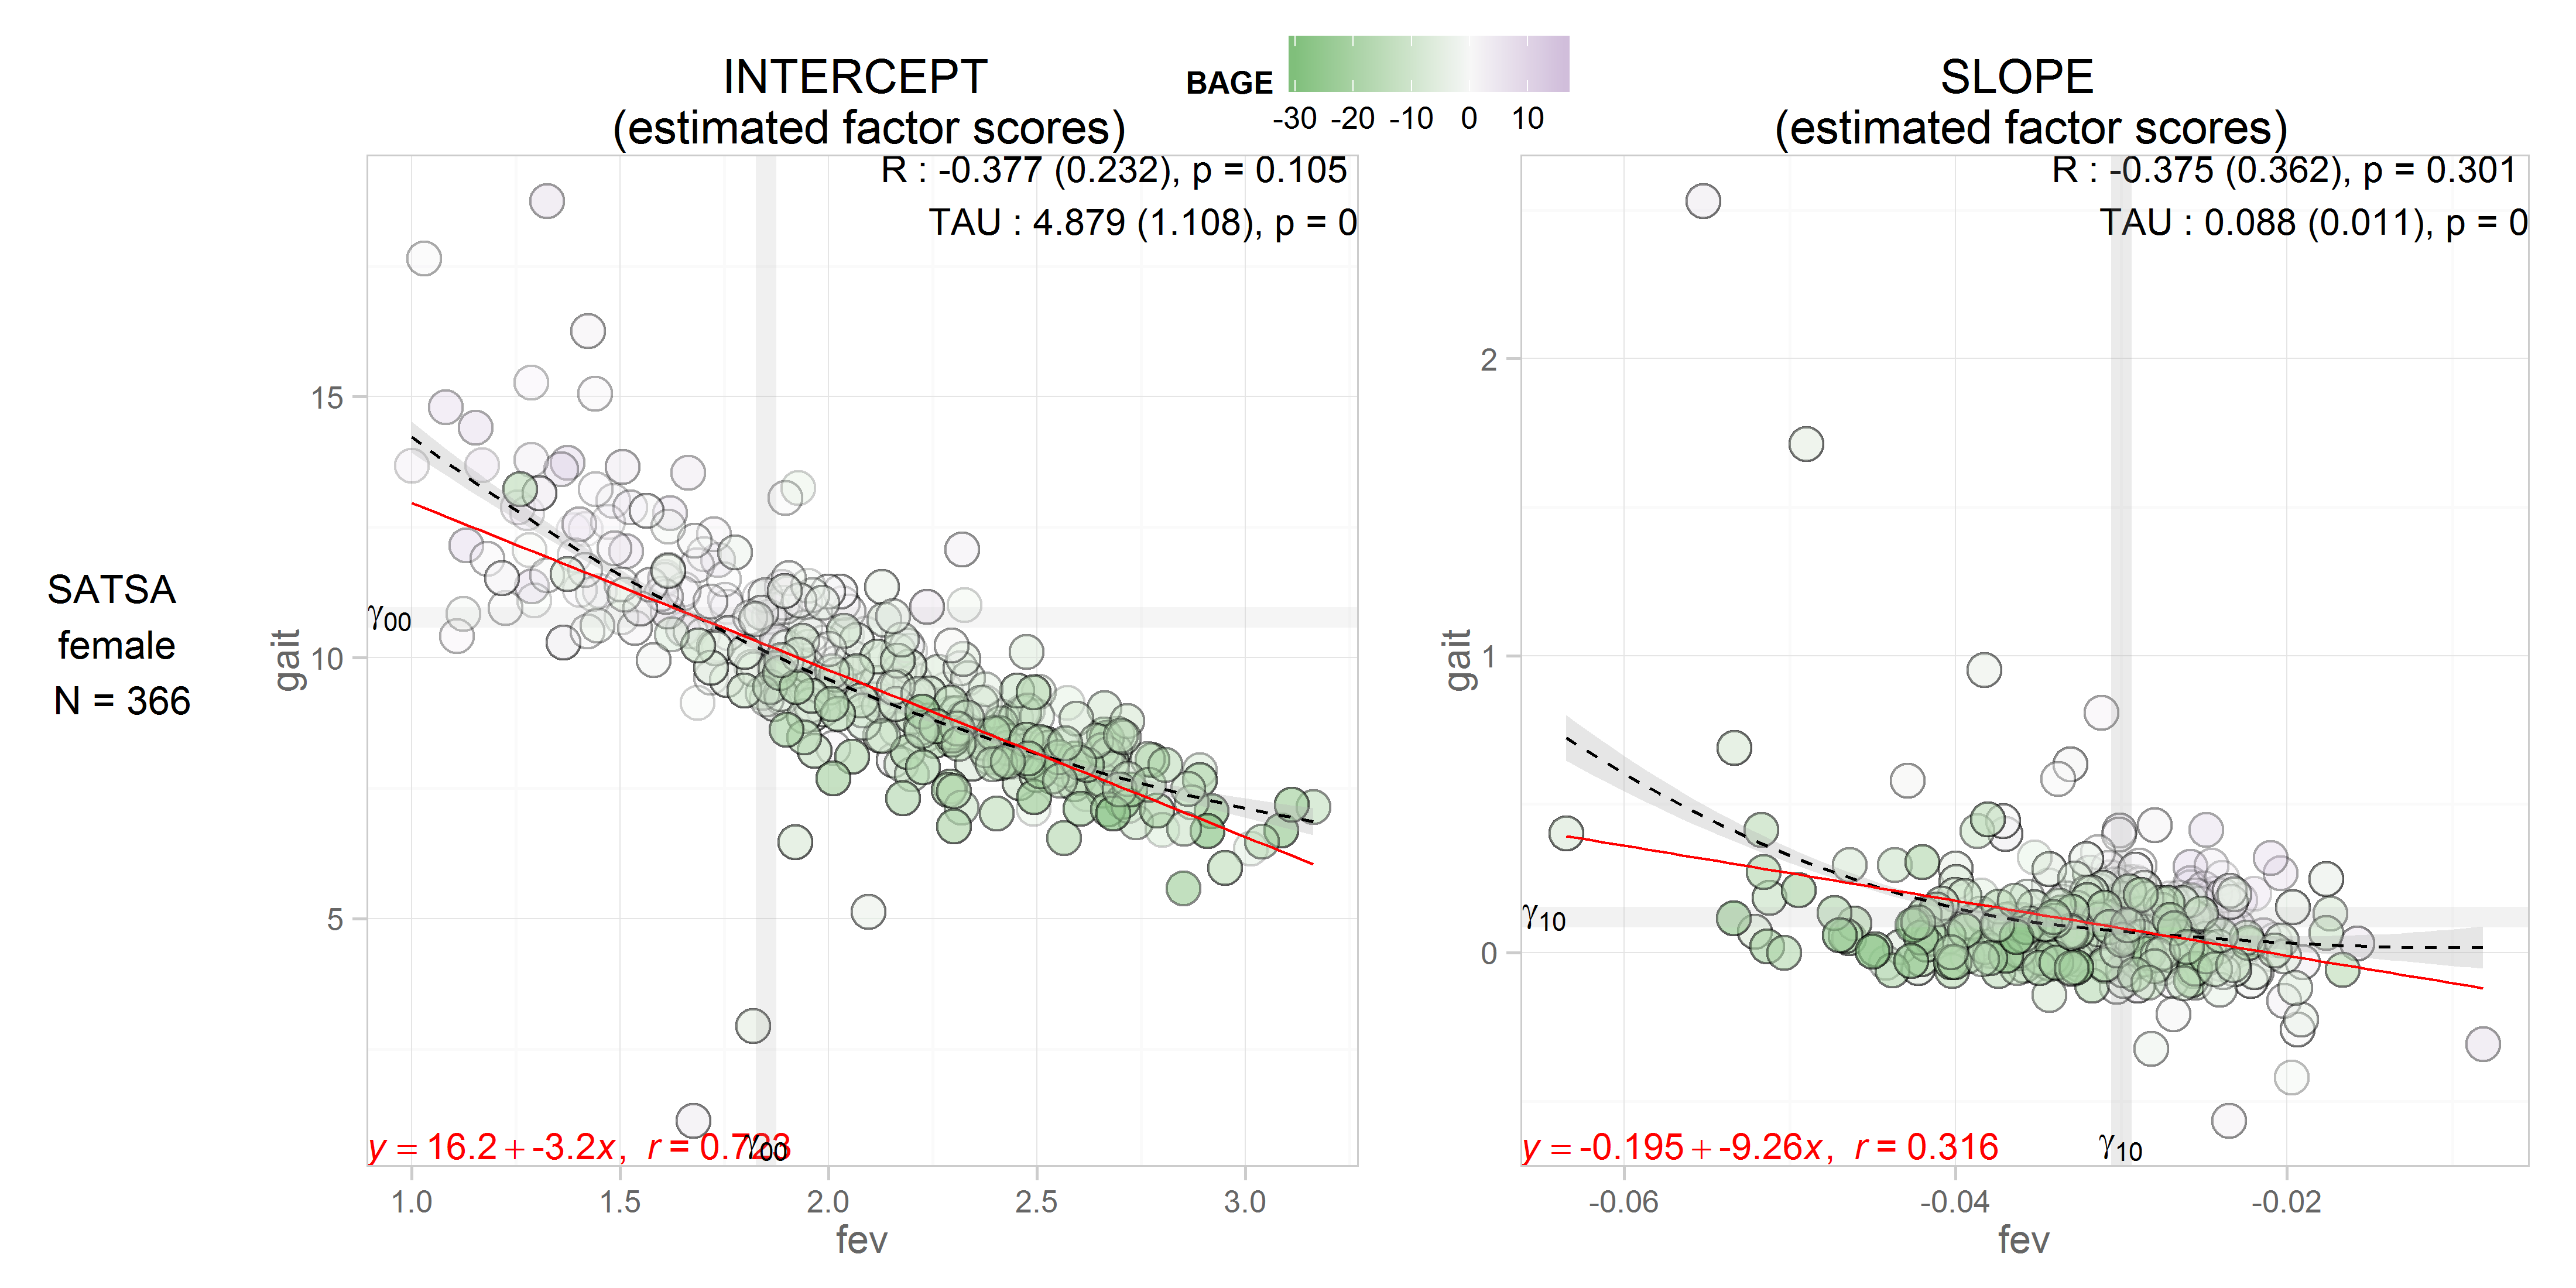 BAGE
-30 -20 -10 0 10
INTERCEPT
(estimated factor scores)
R : -0.377 (0.232), p = 0.105
TAU : 4.879 (1.108), p = 0
15
10
5
gait
γ00
γ00
y = 16.2 + -3.2x, r = 0.723
1.0 1.5 2.0 2.5 3.0
fev
SATSA
female
N = 366
SLOPE
(estimated factor scores)
R : -0.375 (0.362), p = 0.301
TAU : 0.088 (0.011), p = 0
2
1
0
gait
γ10
γ10
y = -0.195 + -9.26x, r = 0.316
-0.06 -0.04 -0.02
fev